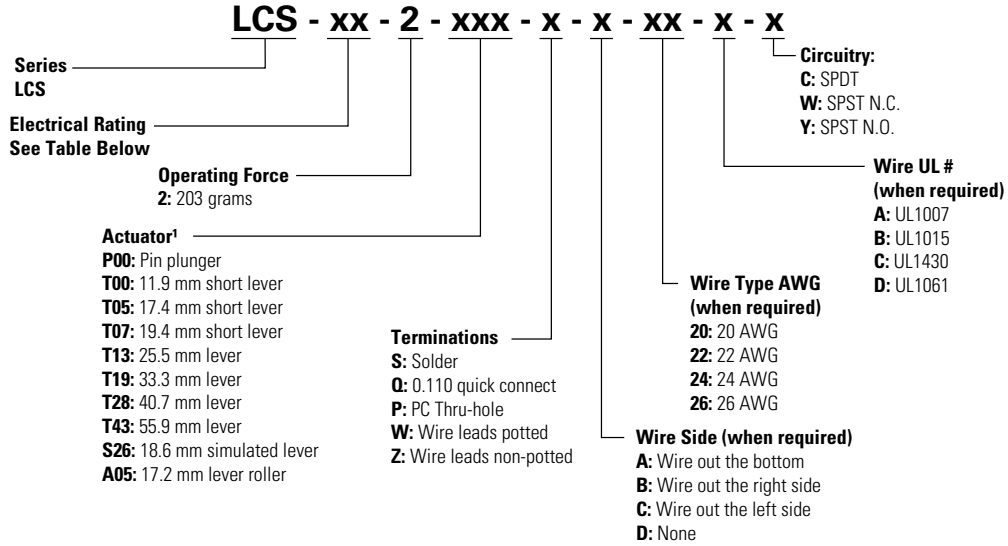 LCS - xx - 2 - xxx - x - x - xx - x - x
Series
LCS
Electrical Rating
See Table Below
Operating Force
2: 203 grams
Actuator¹
P00: Pin plunger
T00: 11.9 mm short lever
T05: 17.4 mm short lever
T07: 19.4 mm short lever
T13: 25.5 mm lever
T19: 33.3 mm lever
T28: 40.7 mm lever
T43: 55.9 mm lever
S26: 18.6 mm simulated lever
A05: 17.2 mm lever roller
Terminations
S: Solder
Q: 0.110 quick connect
P: PC Thru-hole
W: Wire leads potted
Z: Wire leads non-potted
Wire Side (when required)
A: Wire out the bottom
B: Wire out the right side
C: Wire out the left side
D: None
Wire Type AWG
(when required)
20: 20 AWG
22: 22 AWG
24: 24 AWG
26: 26 AWG
Wire UL #
(when required)
A: UL1007
B: UL1015
C: UL1430
D: UL1061
Circuitry:
C: SPDT
W: SPST N.C.
Y: SPST N.O.